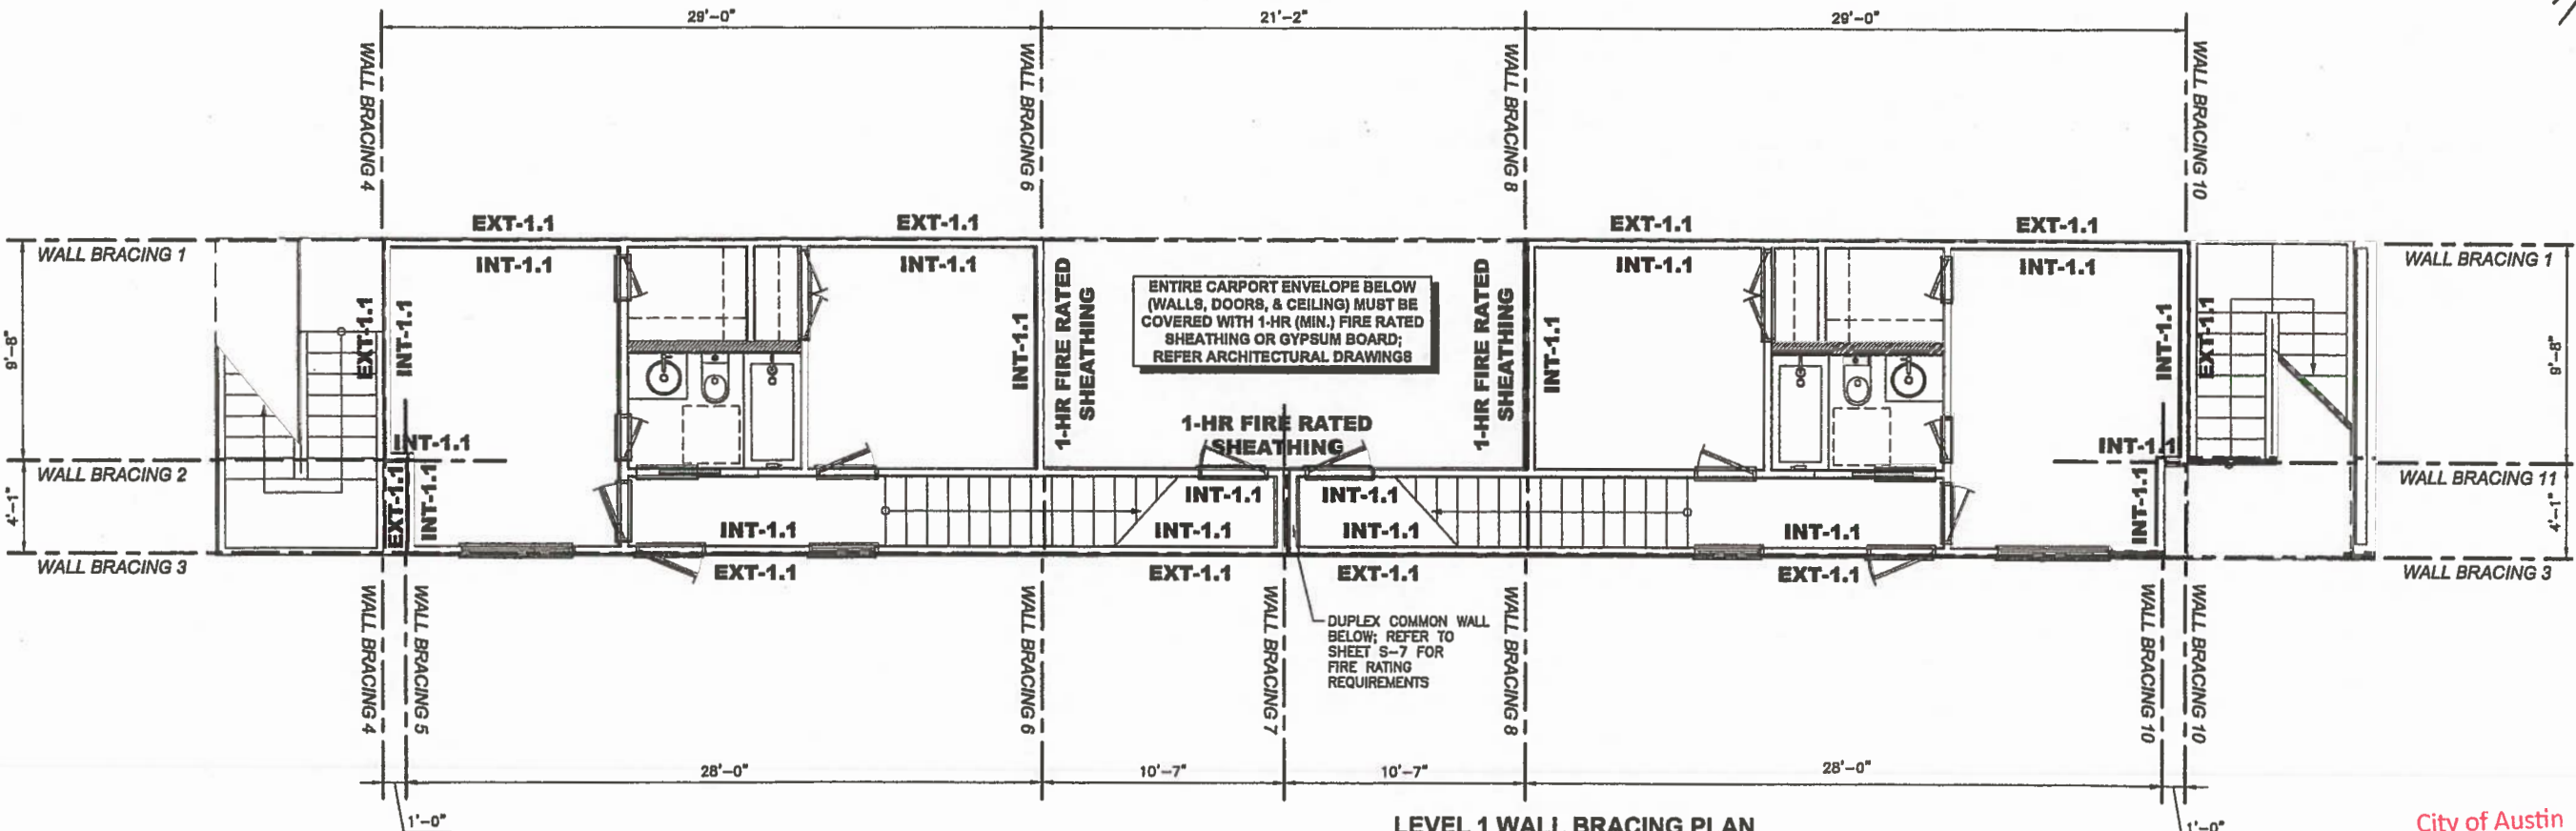 29'-0"
21'-2"
29'-0"
WALL BRACING 4
WALL BRACING 6
WALL BRACING 8
WALL BRACING 10
EXT-1.1
EXT-1.1
EXT-1.1
EXT-1.1
WALL BRACING 1
WALL BRACING 1
INT-1.1
INT-1.1
INT-1.1
INT-1.1
9'-8"
EXT-1.1
INT-1.1
INT-1.1
1-HR FIRE RATED
SHEATHING
ENTIRE CARPORT ENVELOPE BELOW
(WALLS, DOORS, & CEILING) MUST BE
COVERED WITH 1-HR (MIN.) FIRE RATED
SHEATHING OR GYPSUM BOARD;
REFER ARCHITECTURAL DRAWINGS
1-HR FIRE RATED
SHEATHING
INT-1.1
INT-1.1
EXT-1.1
9'-8"
1-HR FIRE RATED
SHEATHING
INT-1.1
INT-1.1
WALL BRACING 2
WALL BRACING 11
4'-1"
EXT-1.1
INT-1.1
INT-1.1
INT-1.1
INT-1.1
4'-1"
INT-1.1
INT-1.1
INT-1.1
INT-1.1
WALL BRACING 3
EXT-1.1
EXT-1.1
EXT-1.1
EXT-1.1
WALL BRACING 3
WALL BRACING 4
WALL BRACING 5
WALL BRACING 6
WALL BRACING 7
DUPLEX COMMON WALL
BELOW; REFER TO
SHEET S-7 FOR
FIRE RATING
REQUIREMENTS
WALL BRACING 8
WALL BRACING 10
WALL BRACING 10
28'-0"
10'-7"
10'-7"
28'-0"
1'-0"
LEVEL 1 WALL BRACING PLAN
1'-0"
City of Austin